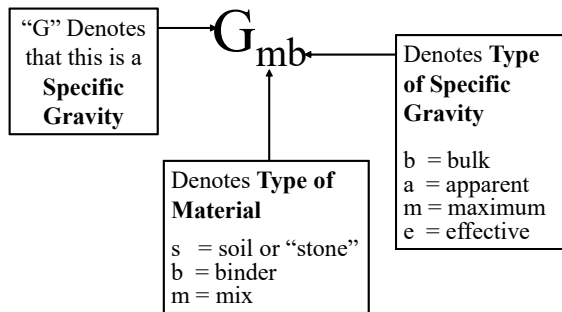 “G” Denotes
that this is a
Specific
Gravity
Gmb
Denotes Type
of Specific
Gravity
b = bulk
a = apparent
m = maximum
e = effective
Denotes Type of
Material
s = soil or “stone”
b = binder
m = mix